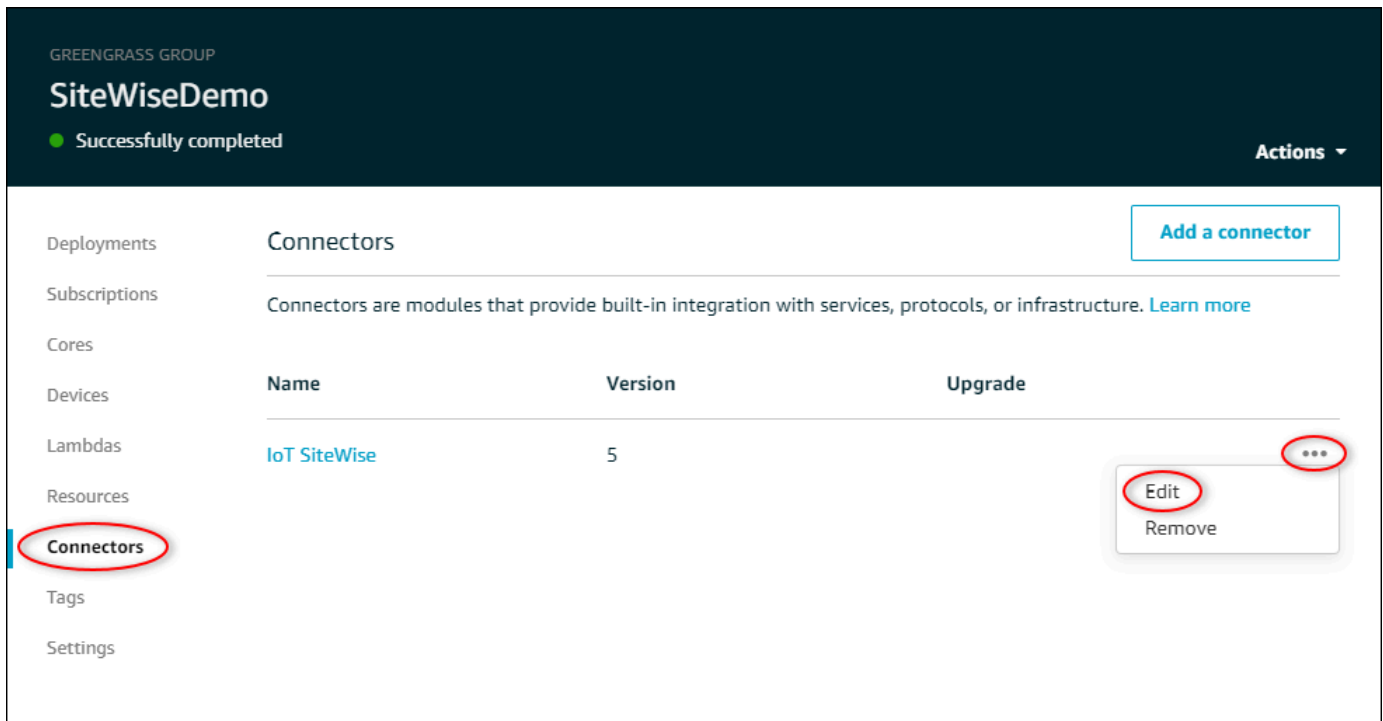 GREENGRASS GROUP
SiteWiseDemo
Successfully completed
Actions
Deployments
Subscriptions
Cores
Devices
Lambdas
Resources
Connectors
Tags
Settings
Connectors
Add a connector
Connectors are modules that provide built-in integration with services, protocols, or infrastructure. Learn more
Name Version Upgrade
IoT SiteWise 5
Edit
Remove